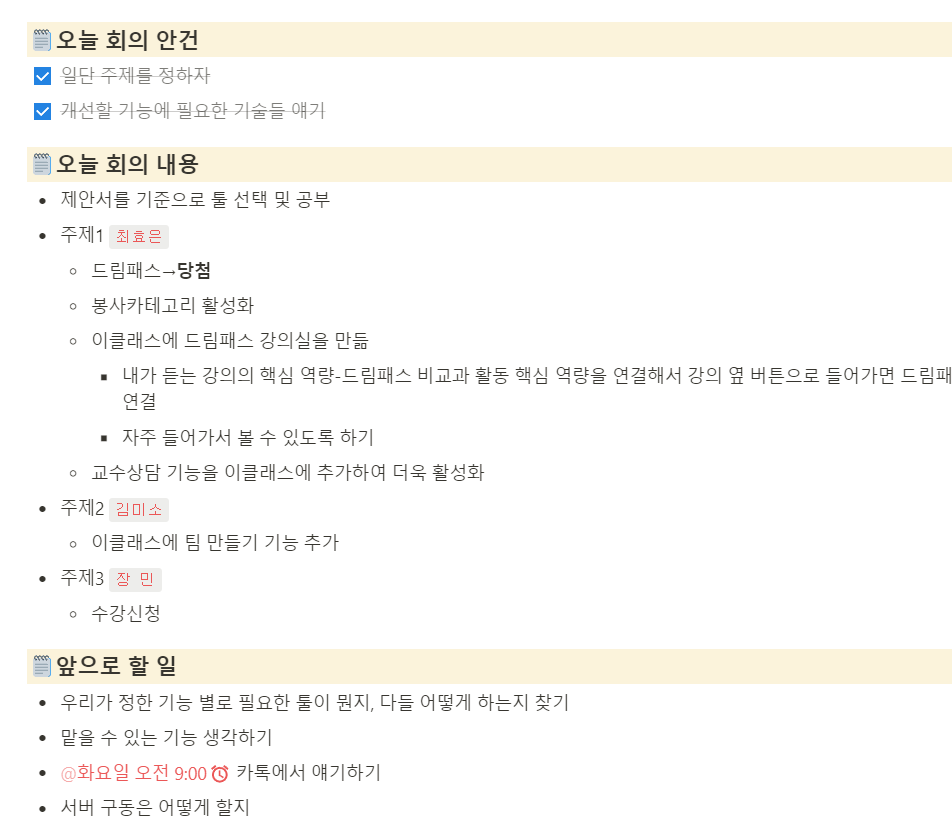 오늘 회의 안건
일단 주제를 정하자
개선할 기능에 필요한 기술들 얘기
오늘 회의 내용
제안서를 기준으로 툴 선택 및 공부
주제1 최효은
드림패스→당첨
봉사카테고리 활성화
이클래스에 드림패스 강의실을 만듦
내가 듣는 강의의 핵심 역량-드림패스 비교과 활동 핵심 역량을 연결해서 강의 옆 버튼으로 들어가면 드림패
연결
자주 들어가서 볼 수 있도록 하기
교수상담 기능을 이클래스에 추가하여 더욱 활성화
주제2 김미소
이클래스에 팀 만들기 기능 추가
주제3 장 민
수강신청
앞으로 할 일
우리가 정한 기능 별로 필요한 툴이 뭔지, 다들 어떻게 하는지 찾기
맡을 수 있는 기능 생각하기
@화요일 오전 9:00 카톡에서 얘기하기
서버 구동은 어떻게 할지